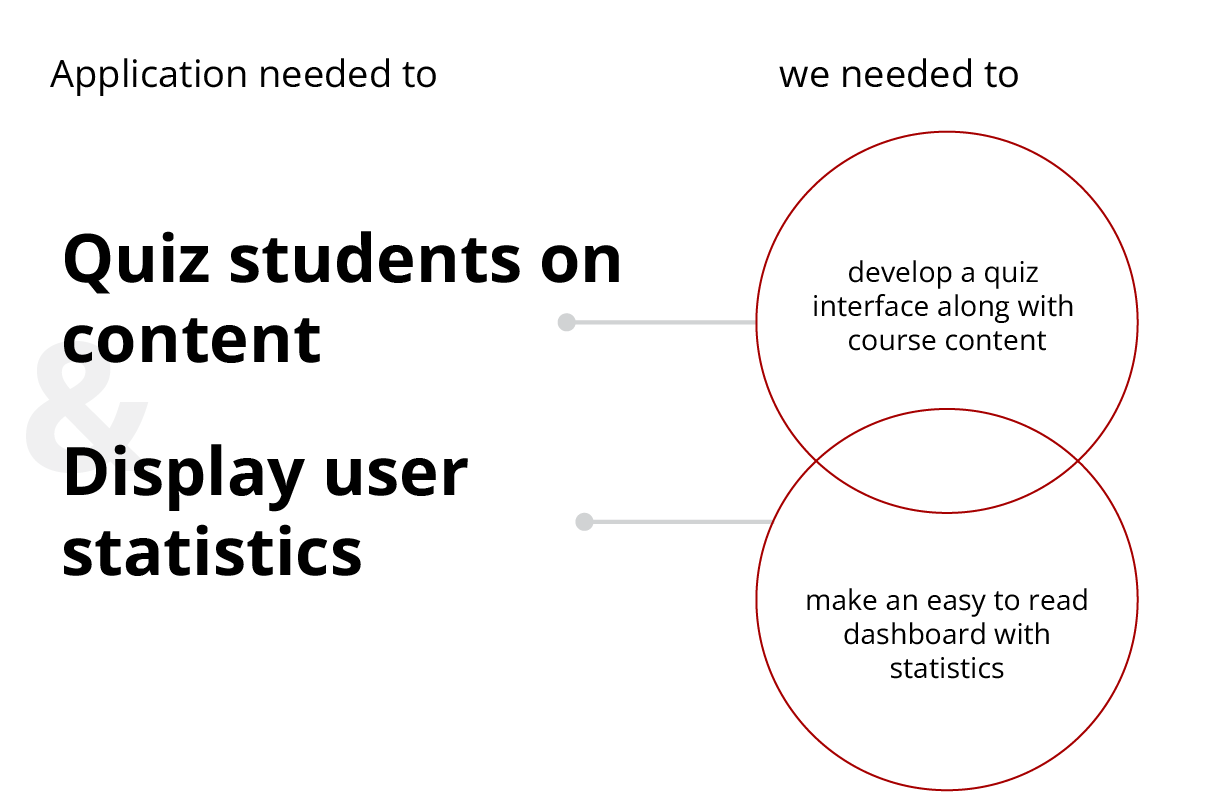 Application needed to
we needed to
Quiz students on
content
&
Display user
statistics
develop a quiz
interface along with
course content
make an easy to read
dashboard with
statistics